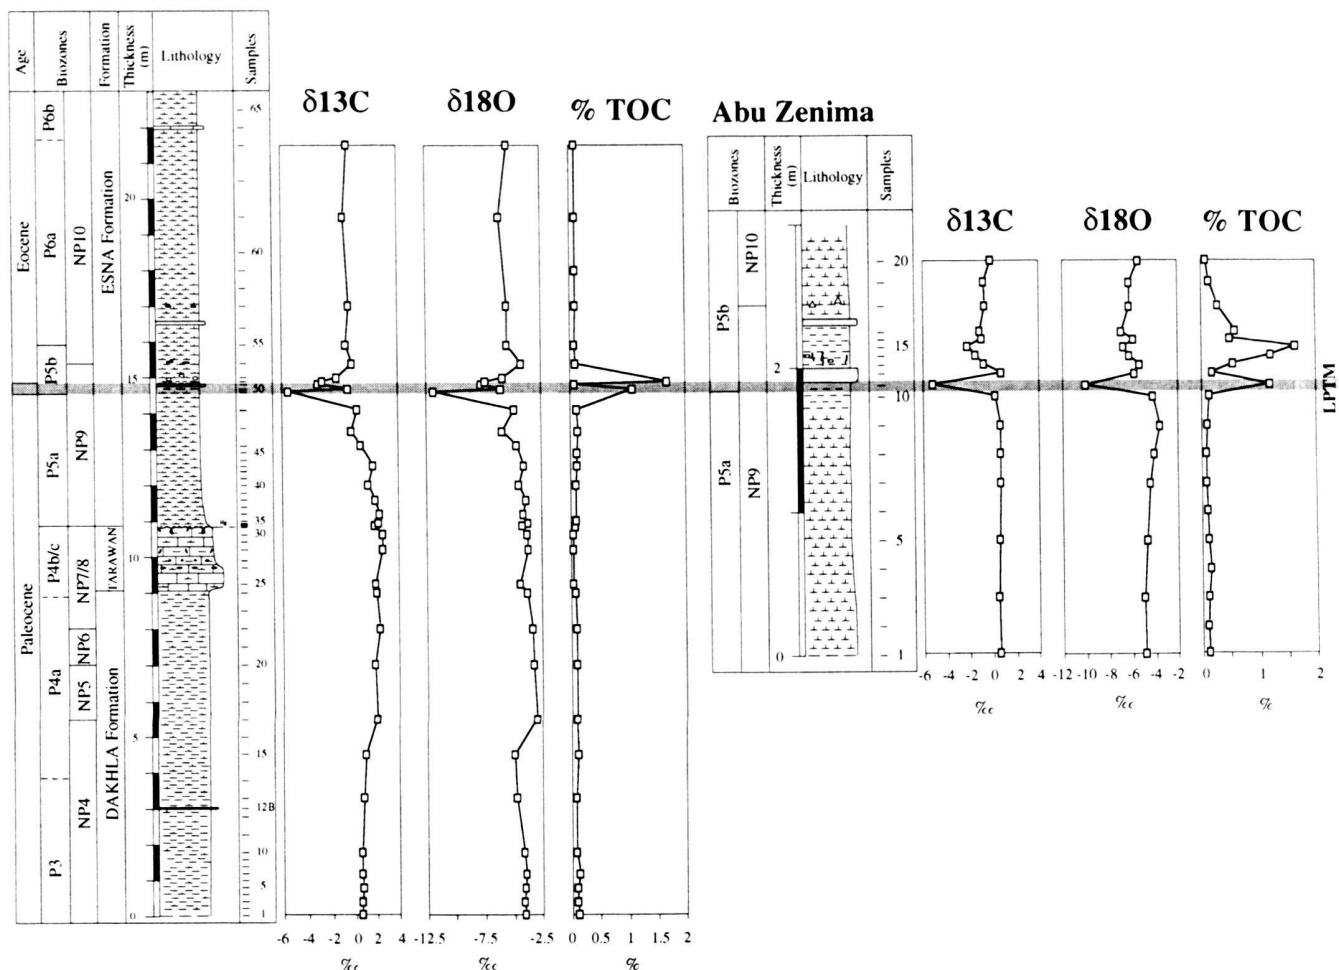 Age
Biozones
Formation
Thickness
(m)
Lithology
Samples
δ13C
δ18O
% TOC
Eocene
Paleocene
P6b
P6a
P5b
P5a
P4b/c
P4a
P3
NP10
NP9
NP7/8
NP6
NP5
NP4
ESNA Formation
TARAWAN
DAKHLA Formation
20
15
10
5
0
65
60
55
50
45
40
35
30
25
20
15
12B
10
5
1
-6 -4 -2 0 2 4
‰
-12.5 -7.5 -2.5
‰
0 0.5 1 1.5 2
%
Abu Zenima
Biozones
Thickness
(m)
Lithology
Samples
δ13C
δ18O
% TOC
P5b
P5a
NP10
NP9
2
0
20
15
10
5
1
LPTM
-6 -4 -2 0 2 4
‰
-12 -10 -8 -6 -4 -2
‰
0 1 2
%